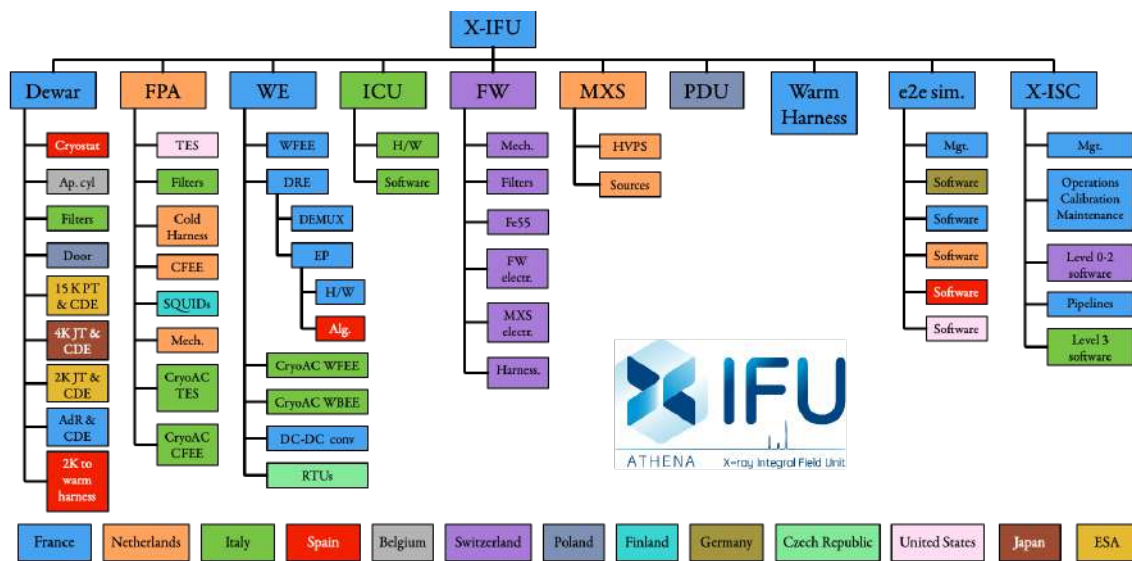 X-IFU
Dewar
FPA
WE
ICU
FW
MXS
PDU
Warm
Harness
e2e sim.
X-ISC
Cryostat
Ap. cyl
Filters
Door
15 K PT
& CDE
4K JT &
CDE
2K JT &
CDE
AdR &
CDE
2K to
warm
harness
TES
Filters
Cold
Harness
CFEE
SQUIDs
Mech.
CryoAC
TES
CryoAC
CFEE
WFEE
DRE
DEMUX
EP
H/W
Alg.
CryoAC WFEE
CryoAC WBEE
DC-DC conv
RTUs
H/W
Software
Mech.
Filters
Fe55
FW
electr.
MXS
electr.
Harness.
HVPS
Sources
Mgt.
Software
Software
Software
Software
Software
Mgt.
Operations
Calibration
Maintenance
Level 0-2
software
Pipelines
Level 3
software
X IFU
ATHENA X-ray Integral Field Unit
France Netherlands Italy Spain Belgium Switzerland Poland Finland Germany Czech Republic United States Japan ESA